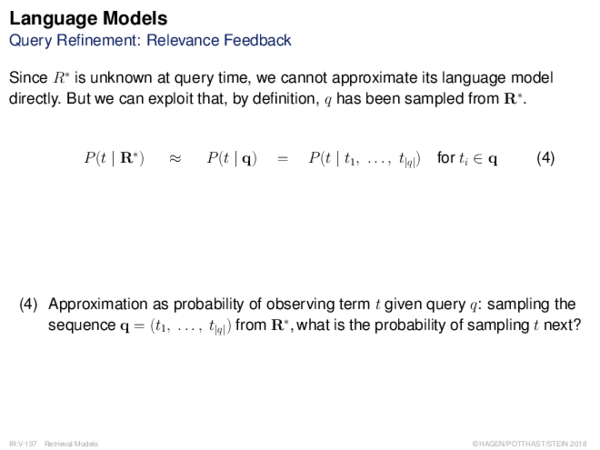 Language Models
Query Refinement: Relevance Feedback
Since R* is unknown at query time, we cannot approximate its language model
directly. But we can exploit that, by definition, q has been sampled from R*.
P(t | R*) ≈ P(t | q) = P(t | t₁, …, t|q|) for tᵢ ∈ q (4)
(4) Approximation as probability of observing term t given query q: sampling the
sequence q = (t₁, …, t|q|) from R*, what is the probability of sampling t next?
IR:V-197 Retrieval Models ©HAGEN/POTTHAST/STEIN 2018